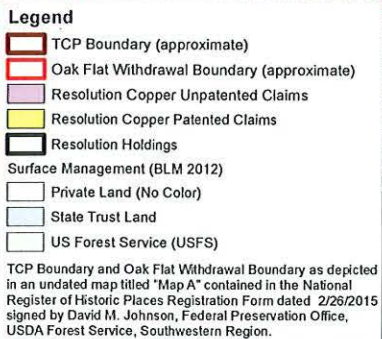 Legend
TCP Boundary (approximate)
Oak Flat Withdrawal Boundary (approximate)
Resolution Copper Unpatented Claims
Resolution Copper Patented Claims
Resolution Holdings
Surface Management (BLM 2012)
Private Land (No Color)
State Trust Land
US Forest Service (USFS)
TCP Boundary and Oak Flat Withdrawal Boundary as depicted
in an undated map titled "Map A" contained in the National
Register of Historic Places Registration Form dated 2/26/2015
signed by David M. Johnson, Federal Preservation Office,
USDA Forest Service, Southwestern Region.